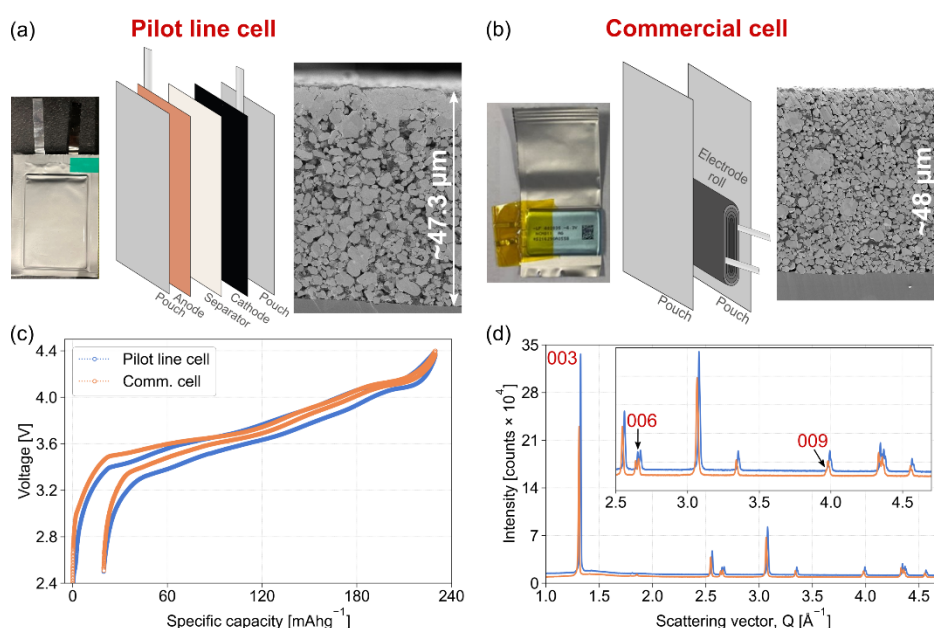 (a)
Pilot line cell
Pouch
Anode
Separator
Cathode
Pouch
~47.3 µm
(b)
Commercial cell
Electrode
roll
Pouch
Pouch
~48 µm
(c)
4.4
4.0
3.6
3.2
2.8
2.4
Voltage [V]
Pilot line cell
Comm. cell
0
60
120
180
240
Specific capacity [mAhg⁻¹]
(d)
35
28
21
14
7
0
Intensity [counts × 10⁴]
003
006
009
2.5
3.0
3.5
4.0
4.5
1.0
1.5
2.0
2.5
3.0
3.5
4.0
4.5
Scattering vector, Q [Å⁻¹]